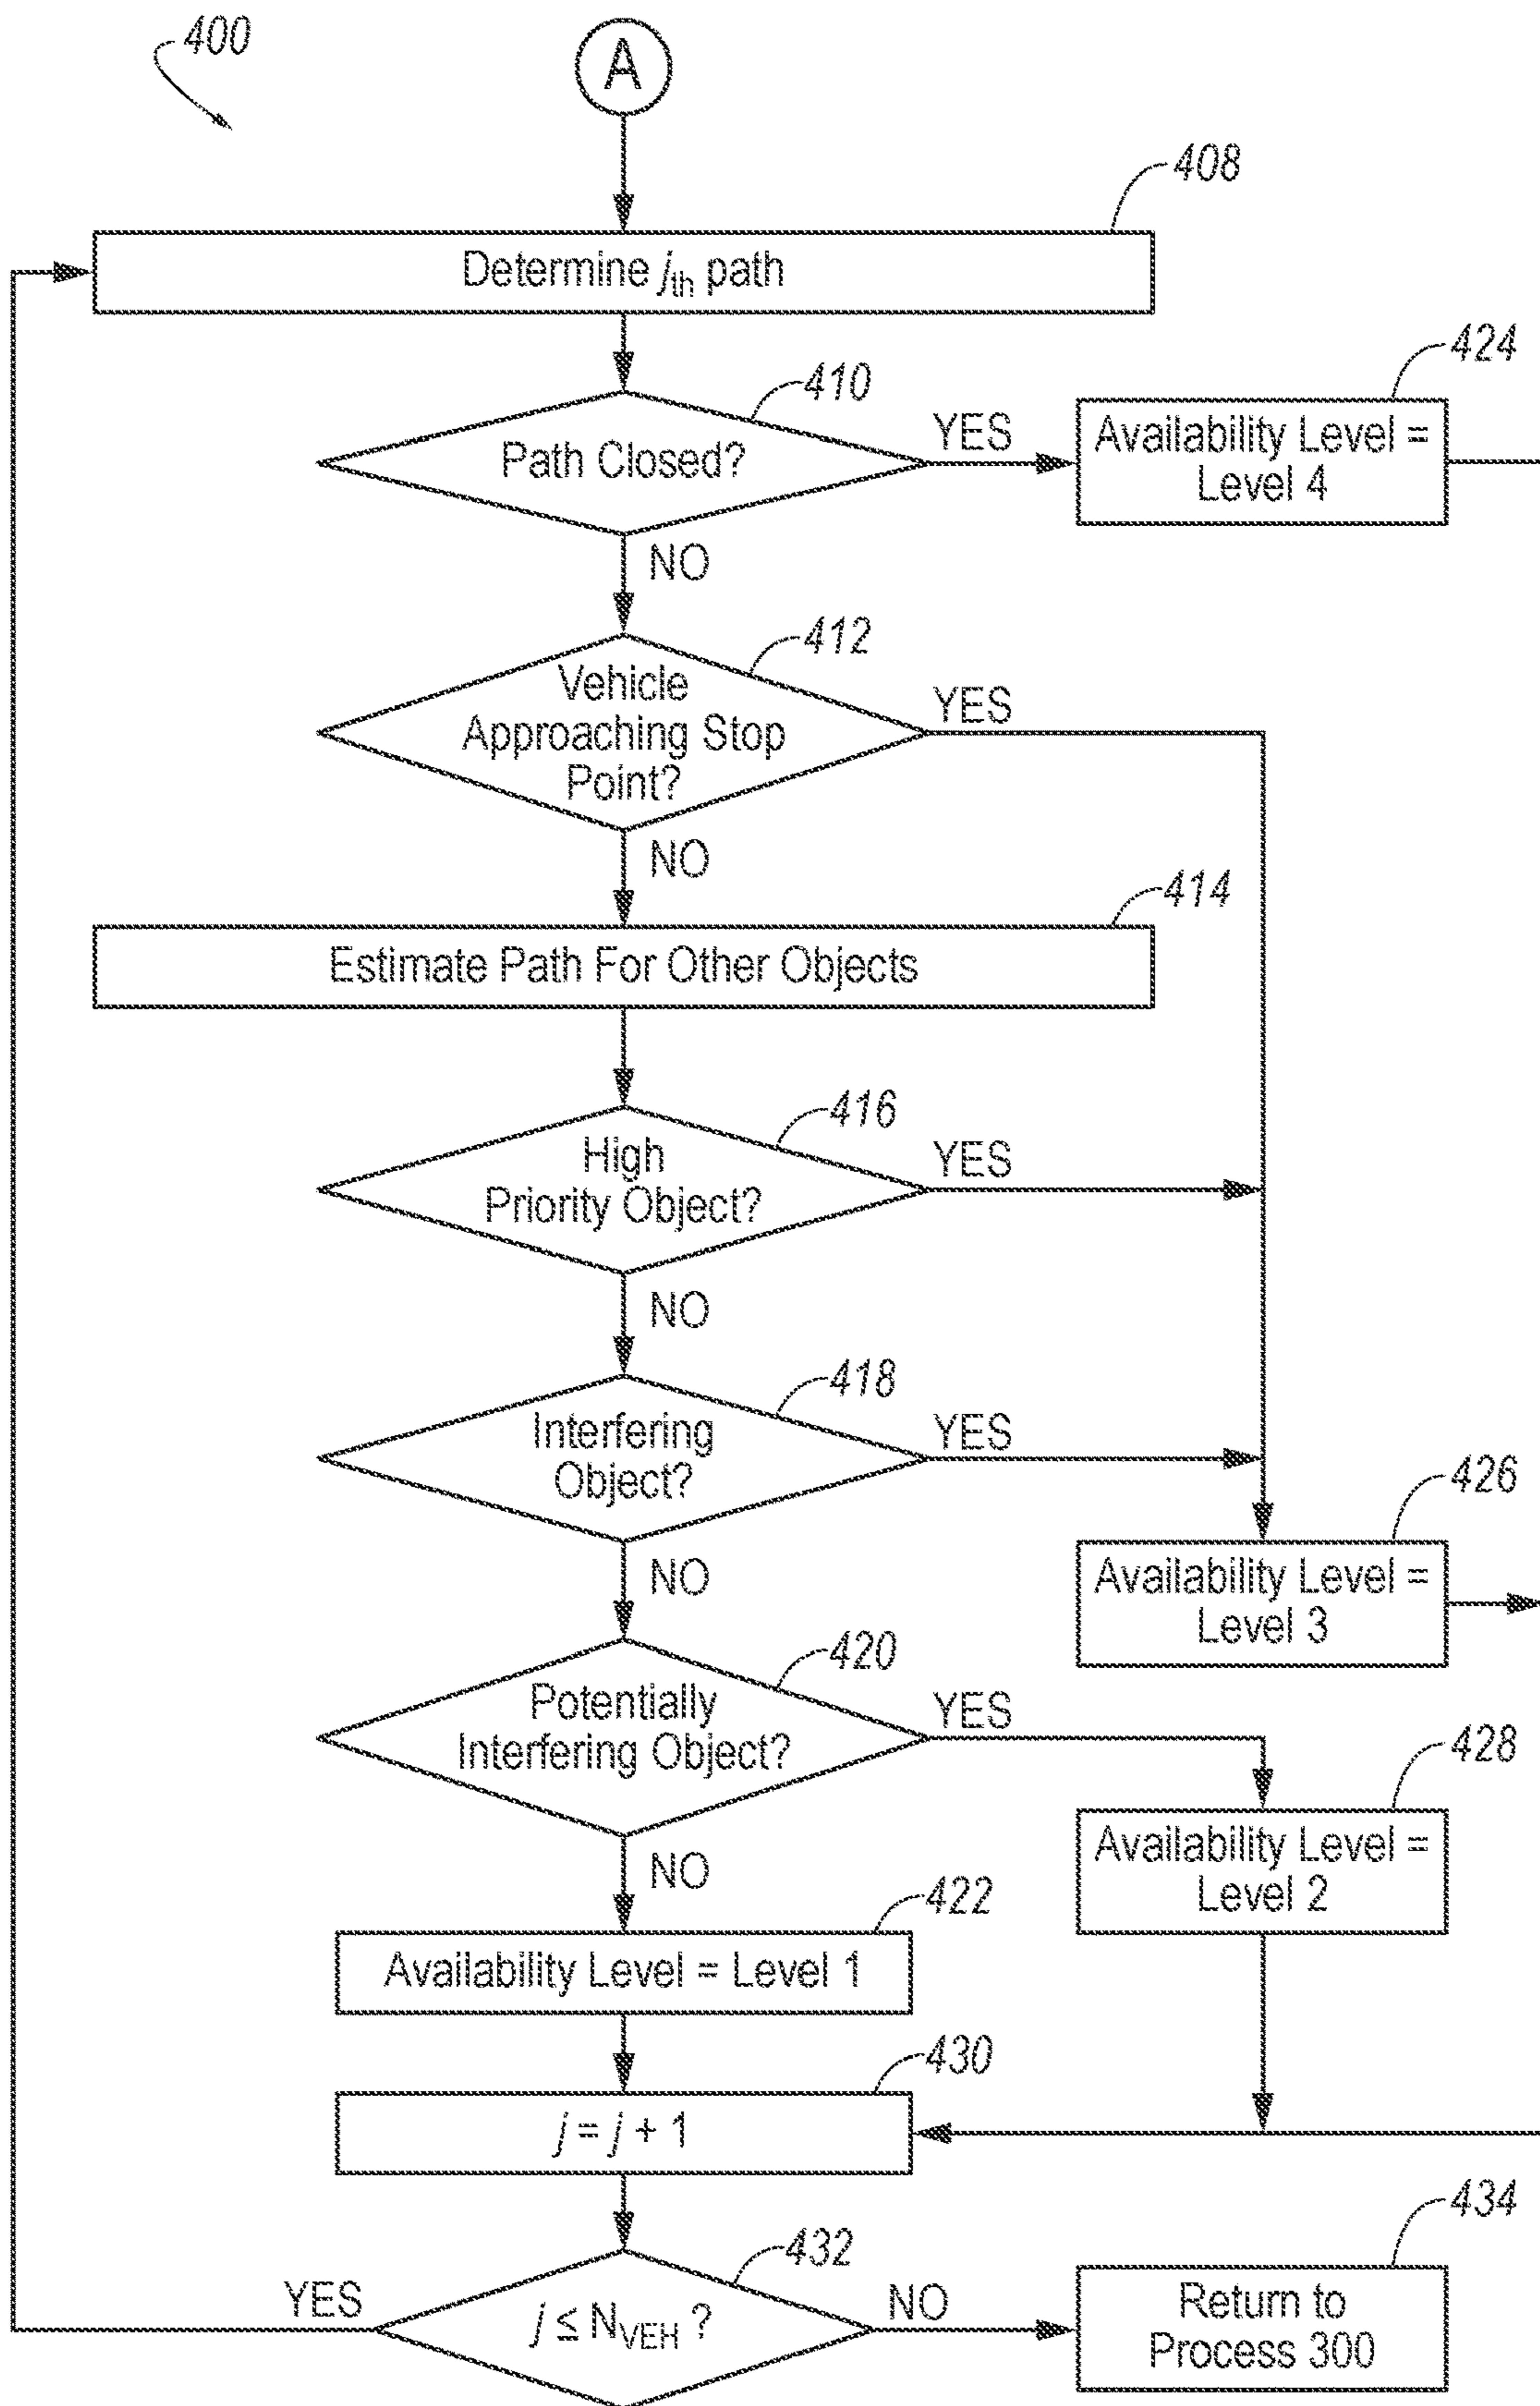 400
A
408
Determine jth path
424
410
YES
Availability Level =
Level 4
Path Closed?
NO
412
Vehicle
Approaching Stop
Point?
YES
NO
414
Estimate Path For Other Objects
416
High
Priority Object?
YES
NO
418
Interfering
Object?
YES
426
Availability Level =
Level 3
NO
420
Potentially
Interfering Object?
YES
428
Availability Level =
Level 2
NO
422
Availability Level = Level 1
430
j = j + 1
434
432
YES
j ≤ NVEH ?
NO
Return to
Process 300